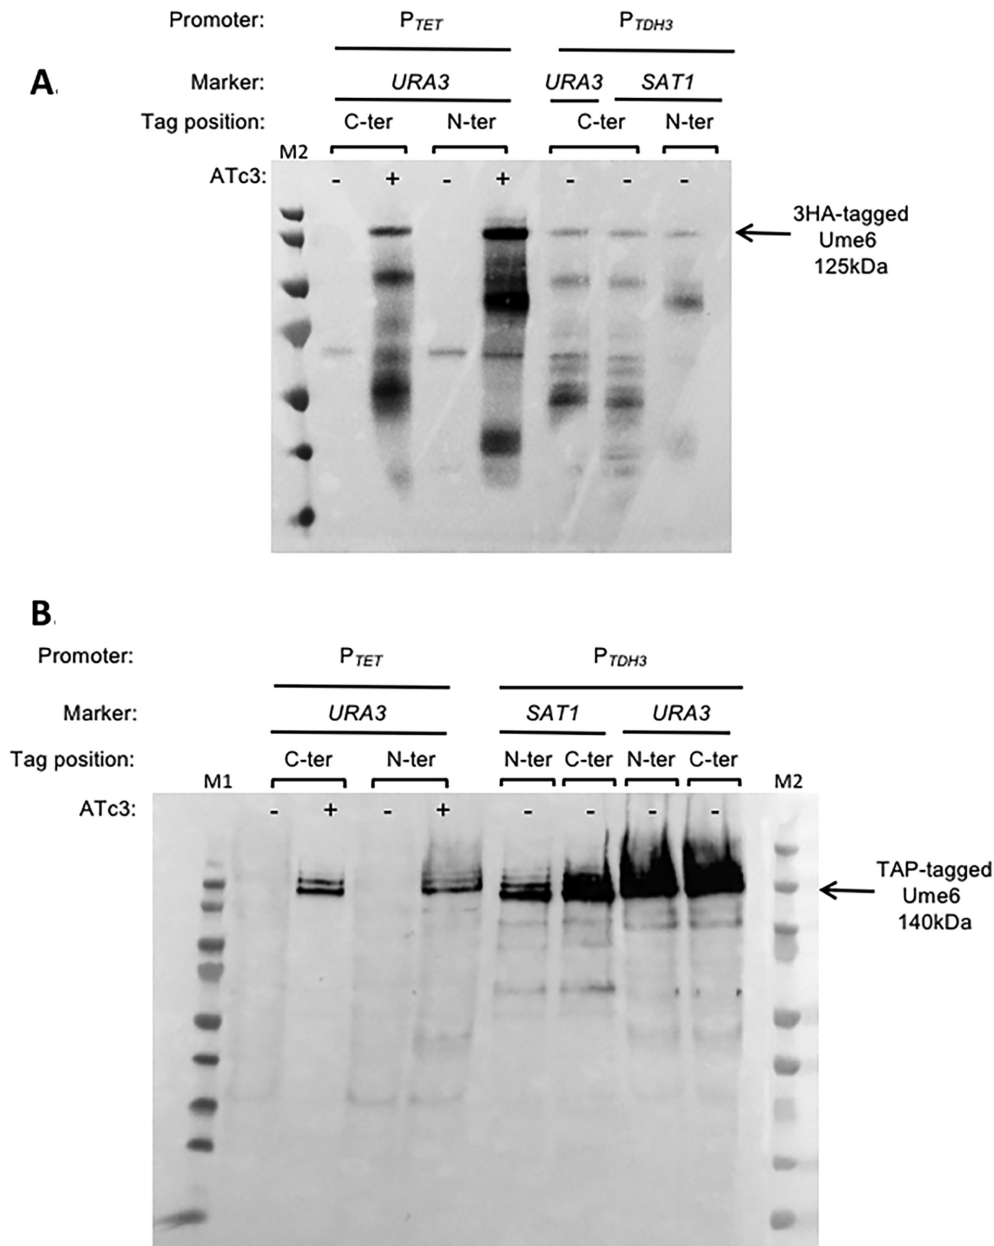 Promoter: PTET PTDH3
A.
Marker: URA3 URA3 SAT1
Tag position: C-ter N-ter C-ter N-ter
M2
ATc3: - + - + - - -
3HA-tagged
Ume6
125kDa
B.
Promoter: PTET PTDH3
Marker: URA3 SAT1 URA3
Tag position: C-ter N-ter N-ter C-ter N-ter C-ter
M1 M2
ATc3: - + - + - - - -
TAP-tagged
Ume6
140kDa